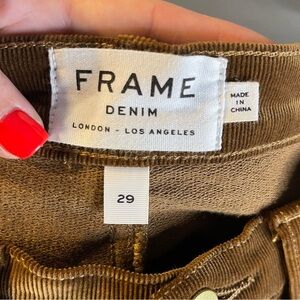 FRAME
DENIM
LONDON - LOS ANGELES
MADE
IN
CHINA
29